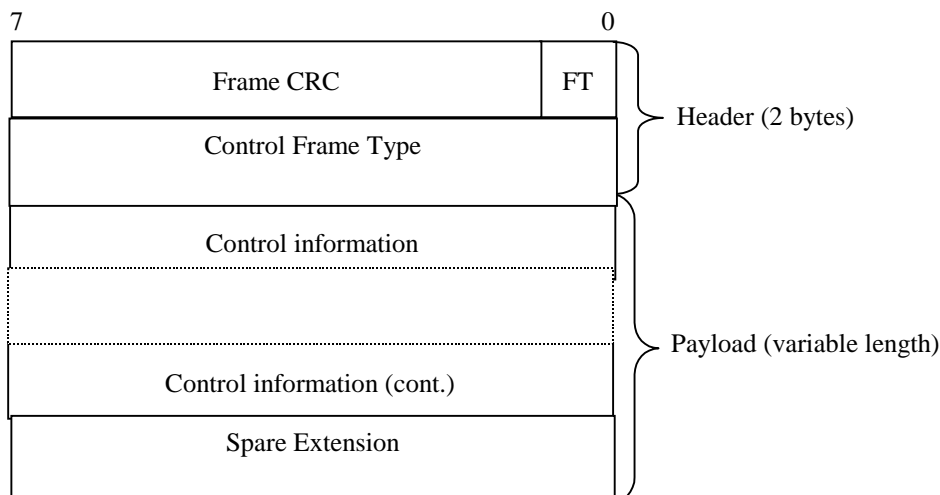 7 0
Frame CRC FT
Header (2 bytes)
Control Frame Type
Control information
Payload (variable length)
Control information (cont.)
Spare Extension